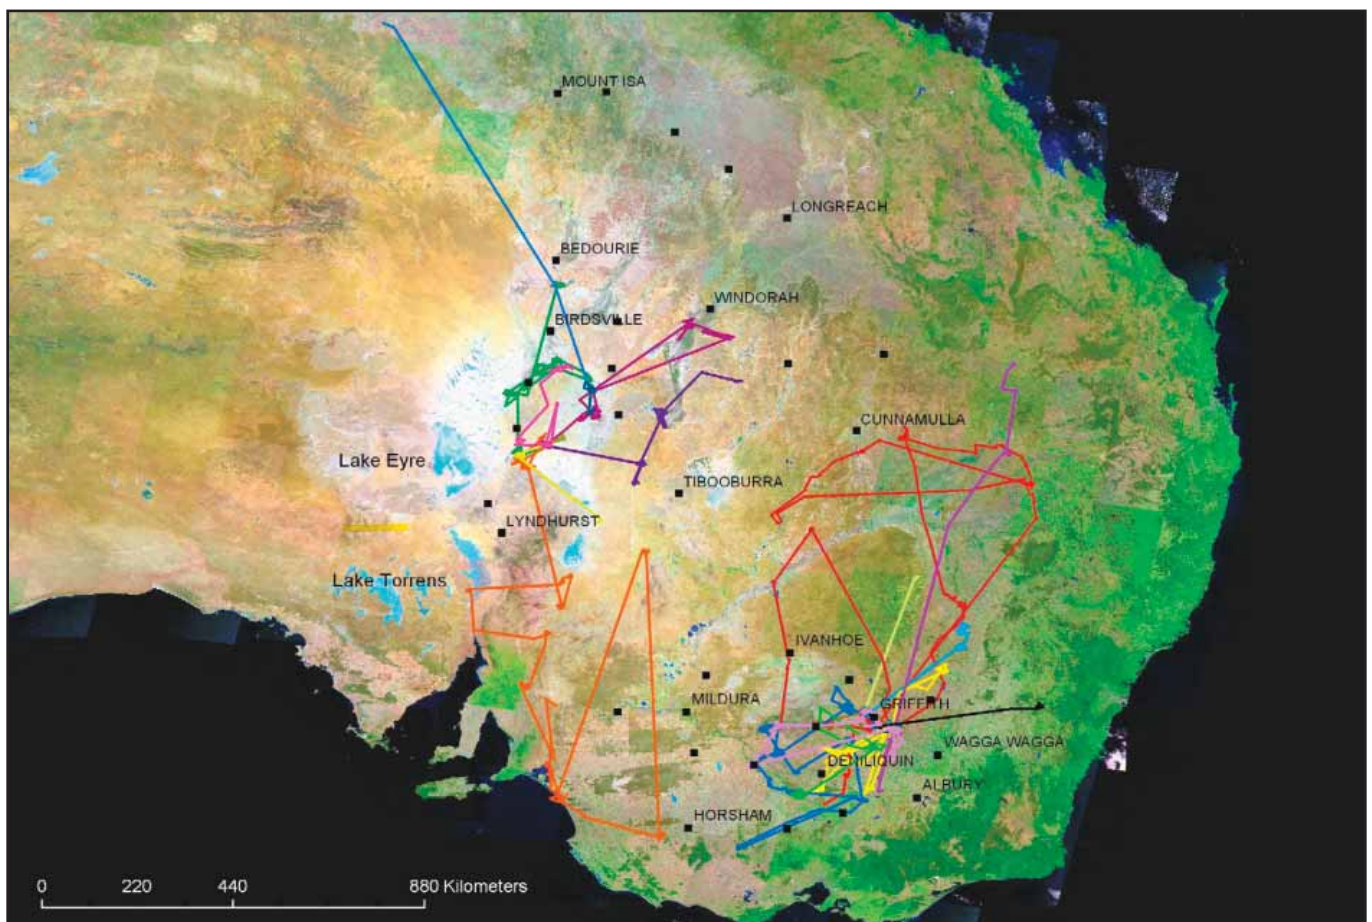 MOUNT ISA
LONGREACH
BEDOURIE
WINDORAH
BIRDSVILLE
CUNNAMULLA
Lake Eyre
TIBOOBURRA
LYNDHURST
Lake Torrens
IVANHOE
MILDURA
GRIFFITH
WAGGA WAGGA
DENILIQUIN
ALBURY
HORSHAM
0 220 440 880 Kilometers